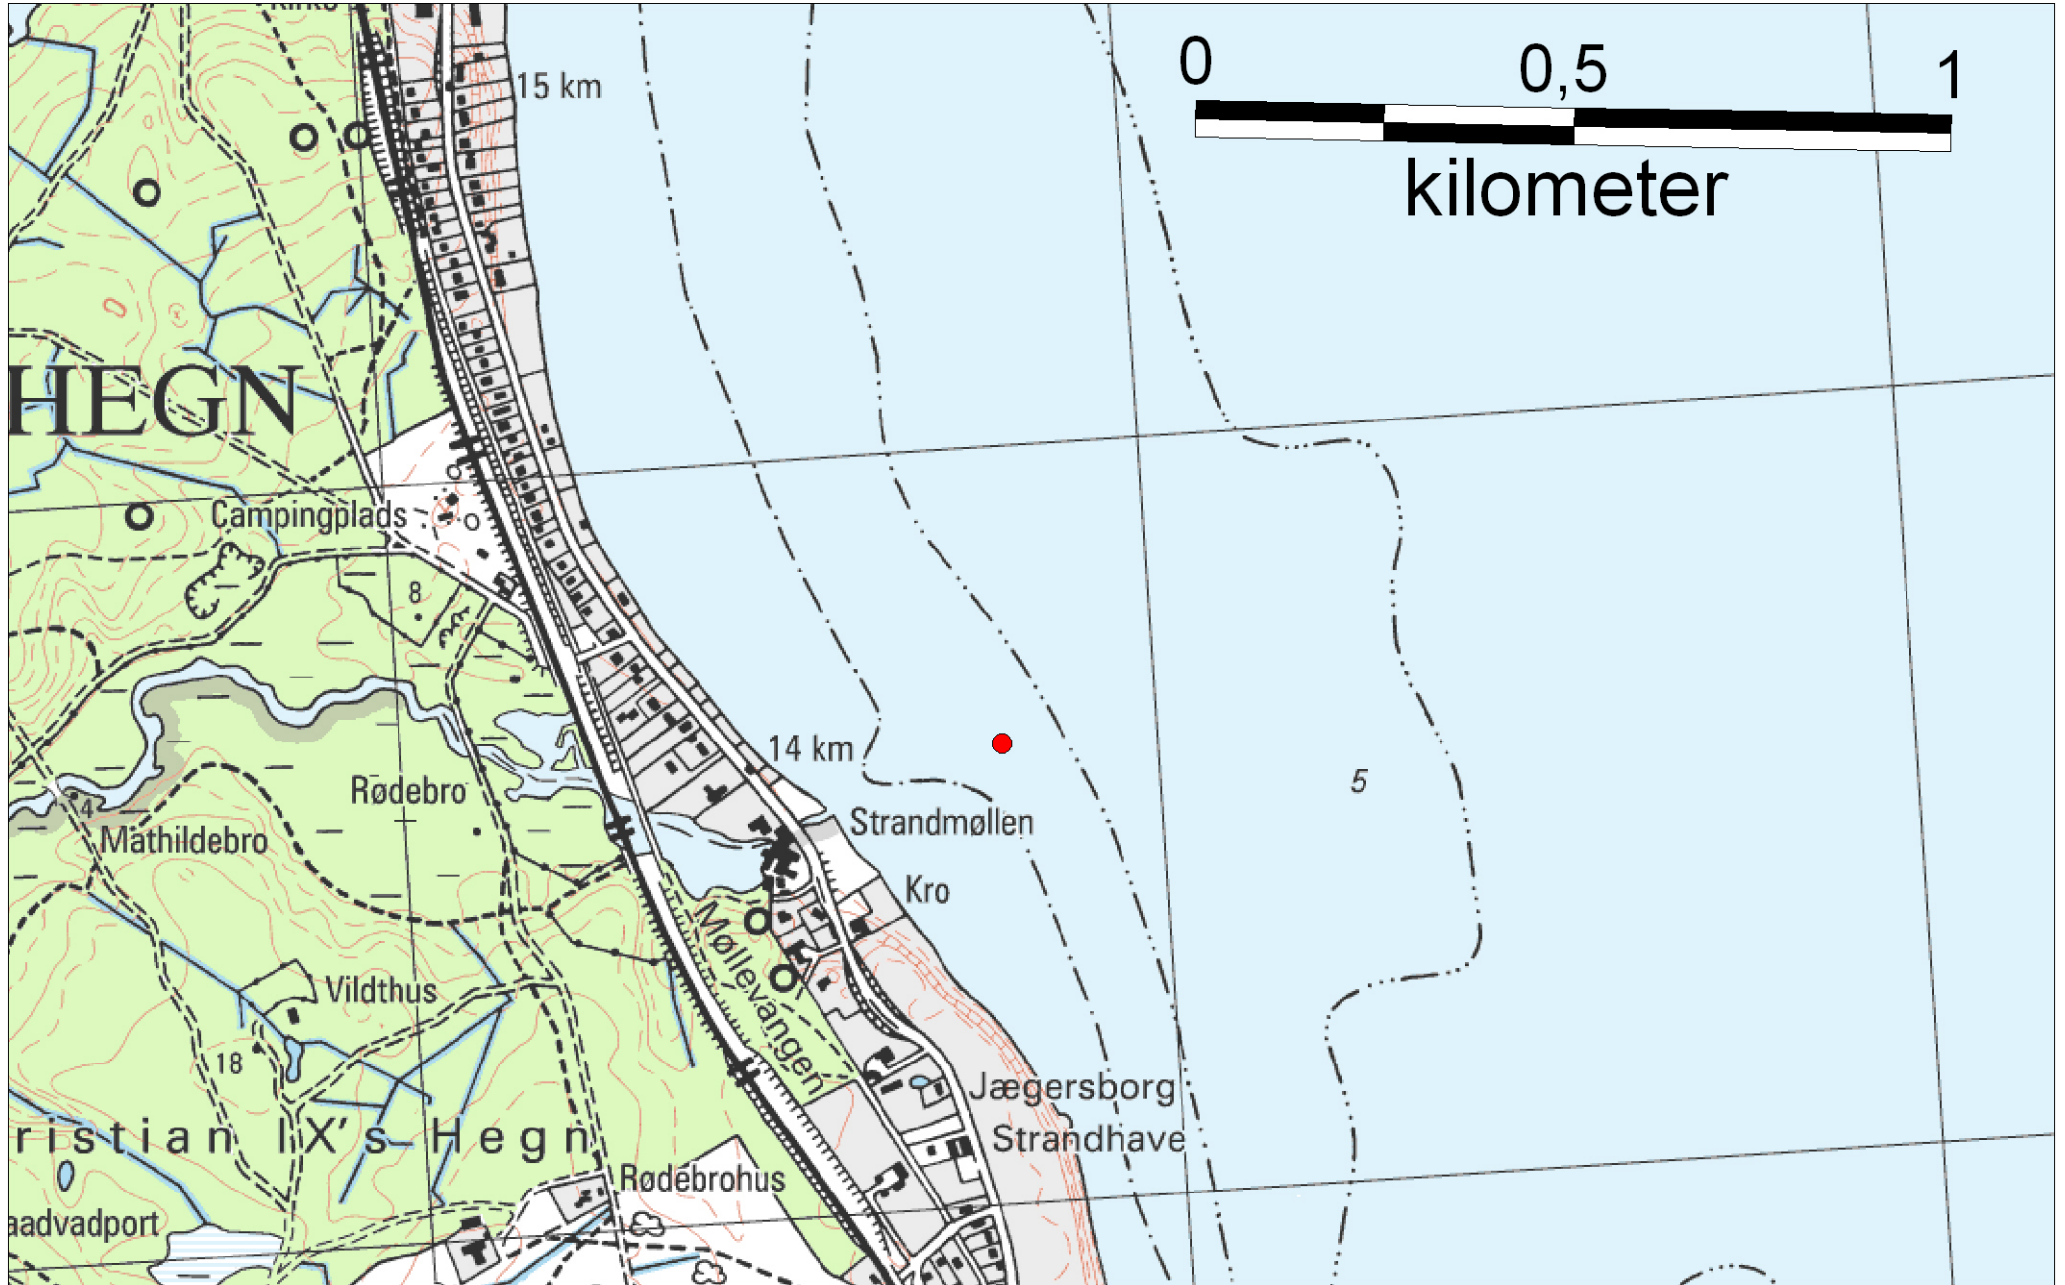 15 km
0 0,5 1
kilometer
HEGN
Campingplads
8
14 km
Rødebro
5
4
Mathildebro
Strandmøllen
Kro
Møllevangen
Vildthus
18
Jægersborg
Strandhave
ristian IX's Hegn
Rødebrohus
aadvadport